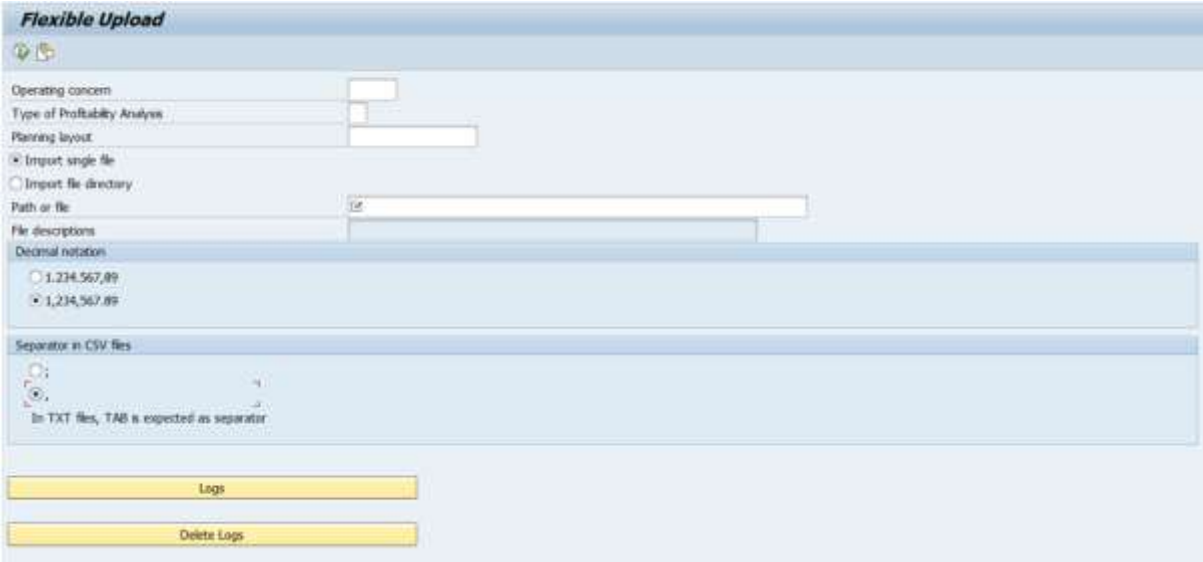 Flexible Upload
Operating concern
Type of Profitability Analysis
Planning layout
Import single file
Import file directory
Path or file
File descriptions
Decimal notation
1.234.567,89
1,234,567.89
Separator in CSV files
;
,
In TXT files, TAB is expected as separator
Logs
Delete Logs